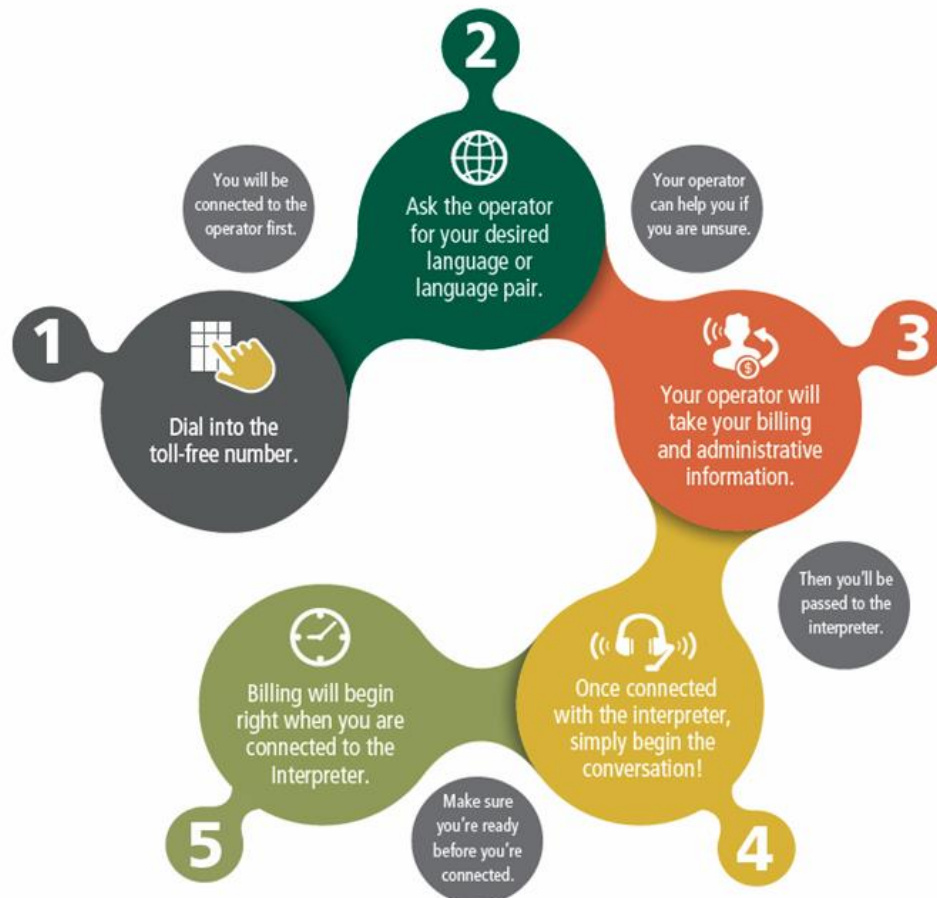 1
Dial into the
toll-free number.
You will be
connected to the
operator first.
2
Ask the operator
for your desired
language or
language pair.
Your operator
can help you if
you are unsure.
3
$
Your operator will
take your billing
and administrative
information.
Then you'll be
passed to the
interpreter.
4
Once connected
with the interpreter,
simply begin the
conversation!
Make sure
you're ready
before you're
connected.
5
Billing will begin
right when you are
connected to the
Interpreter.